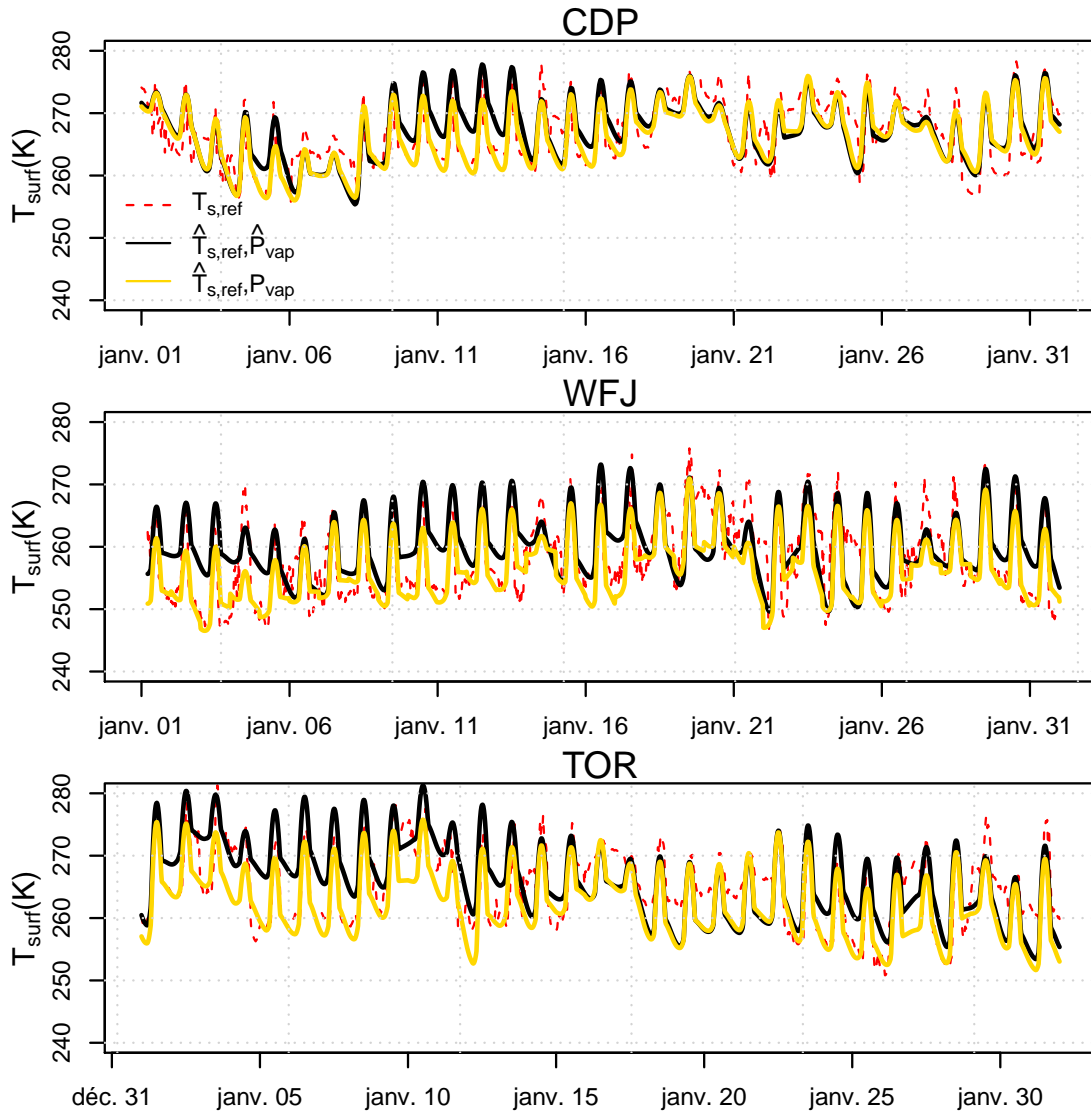 CDP
280
270
260
250
240
T_surf(K)
T_s,ref
T̂_s,ref,P̂_vap
T̂_s,ref,P_vap
janv. 01 janv. 06 janv. 11 janv. 16 janv. 21 janv. 26 janv. 31
WFJ
280
270
260
250
240
T_surf(K)
janv. 01 janv. 06 janv. 11 janv. 16 janv. 21 janv. 26 janv. 31
TOR
280
270
260
250
240
T_surf(K)
déc. 31 janv. 05 janv. 10 janv. 15 janv. 20 janv. 25 janv. 30